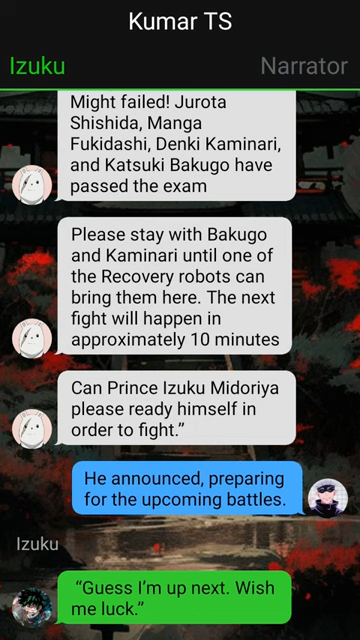 Kumar TS
Izuku
Narrator
Might failed! Jurota
Shishida, Manga
Fukidashi, Denki Kaminari,
and Katsuki Bakugo have
passed the exam
Please stay with Bakugo
and Kaminari until one of
the Recovery robots can
bring them here. The next
fight will happen in
approximately 10 minutes
Can Prince Izuku Midoriya
please ready himself in
order to fight.”
He announced, preparing
for the upcoming battles.
Izuku
“Guess I’m up next. Wish
me luck.”